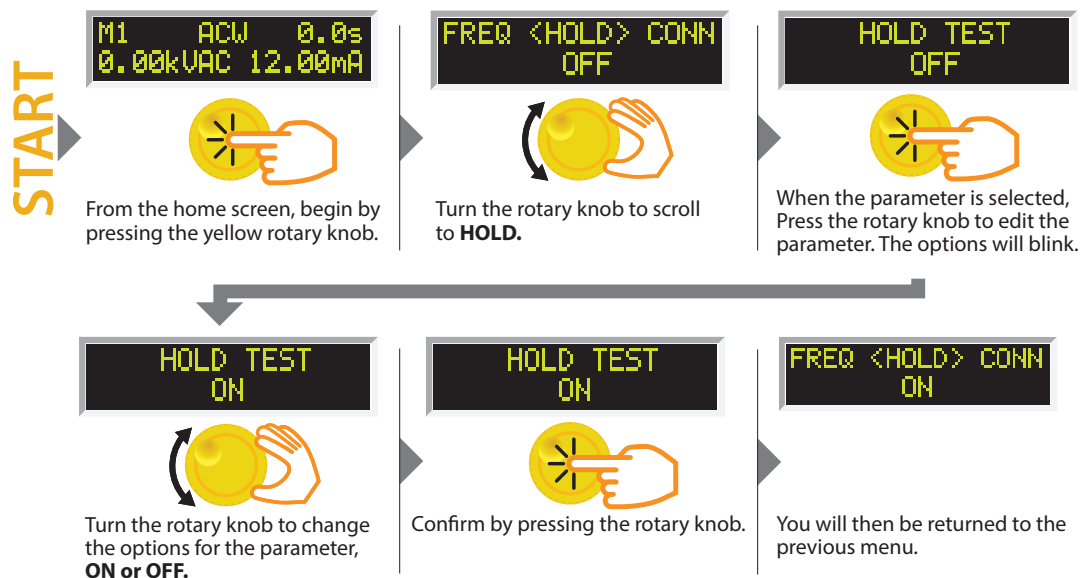 START
M1 ACW 0.0s
0.00kVAC 12.00mA
From the home screen, begin by
pressing the yellow rotary knob.
FREQ <HOLD> CONN
OFF
Turn the rotary knob to scroll
to HOLD.
HOLD TEST
OFF
When the parameter is selected,
Press the rotary knob to edit the
parameter. The options will blink.
HOLD TEST
ON
Turn the rotary knob to change
the options for the parameter,
ON or OFF.
HOLD TEST
ON
Confirm by pressing the rotary knob.
FREQ <HOLD> CONN
ON
You will then be returned to the
previous menu.